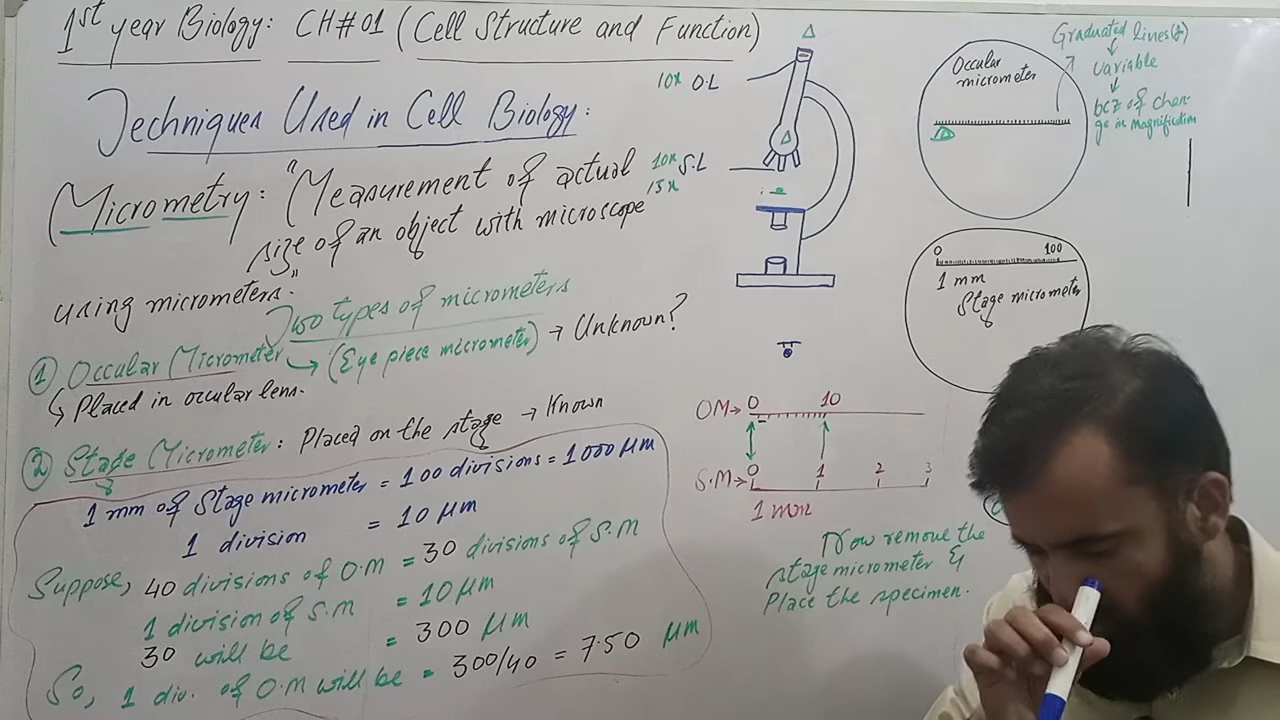 1st year Biology: CH#01 (Cell Structure and Function)
Techniques Used in Cell Biology:
Micrometry: "Measurement of actual
size of an object with microscope"
using micrometers.
Two types of micrometers
① Occular Micrometer → (Eye piece micrometer) → Unknown?
↳ Placed in occular lens.
② Stage Micrometer: Placed on the stage → Known
1 mm of Stage micrometer = 100 divisions = 1000 μm
1 division = 10 μm
Suppose, 40 divisions of O.M = 30 divisions of S.M
1 division of S.M = 10 μm
30 will be = 300 μm
So, 1 div. of O.M will be = 300/40 = 7.50 μm
10x O.L
10x S.L
15x
Occular
micrometer
Graduated lines
↓
Variable
↓
bcz of chan-
ge in magnification
0 100
1 mm
Stage micrometer
OM→ 0 10
S.M→ 0 1 2 3
1 mm
Now remove the
stage micrometer &
Place the specimen.